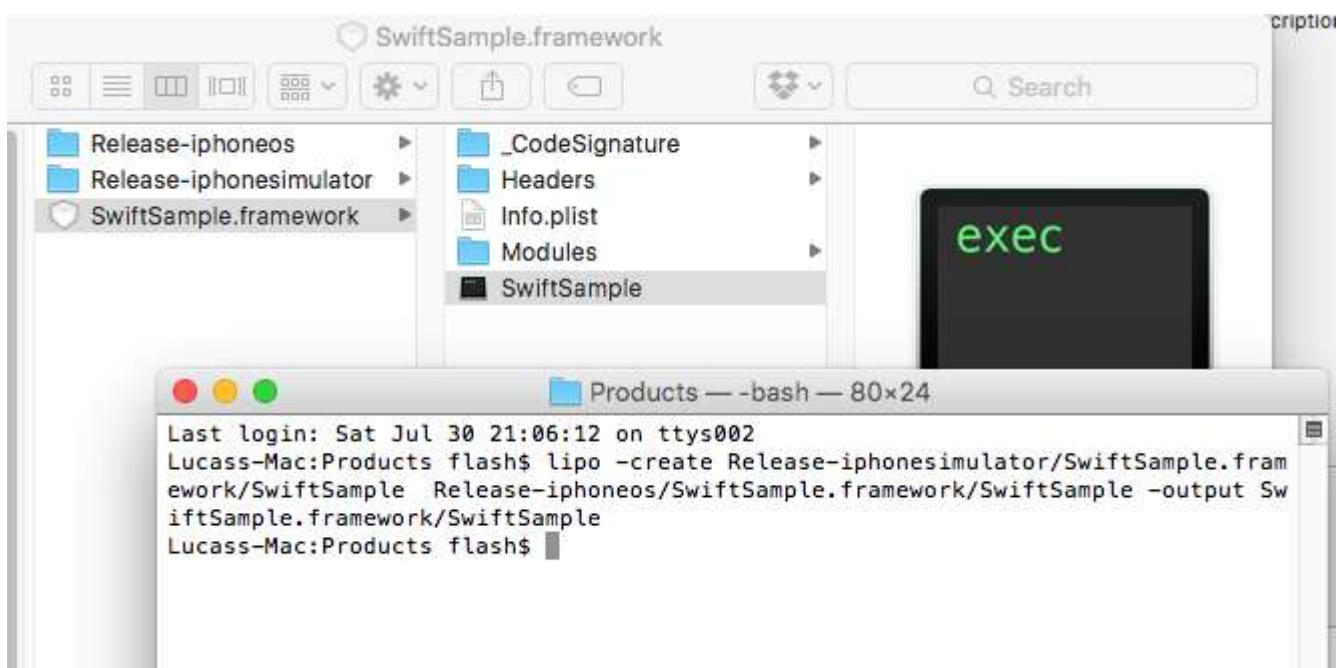 cription
SwiftSample.framework
Search
Release-iphoneos
Release-iphonesimulator
SwiftSample.framework
_CodeSignature
Headers
Info.plist
Modules
SwiftSample
exec
Products — -bash — 80×24
Last login: Sat Jul 30 21:06:12 on ttys002
Lucass-Mac:Products flash$ lipo -create Release-iphonesimulator/SwiftSample.fram
ework/SwiftSample  Release-iphoneos/SwiftSample.framework/SwiftSample -output Sw
iftSample.framework/SwiftSample
Lucass-Mac:Products flash$